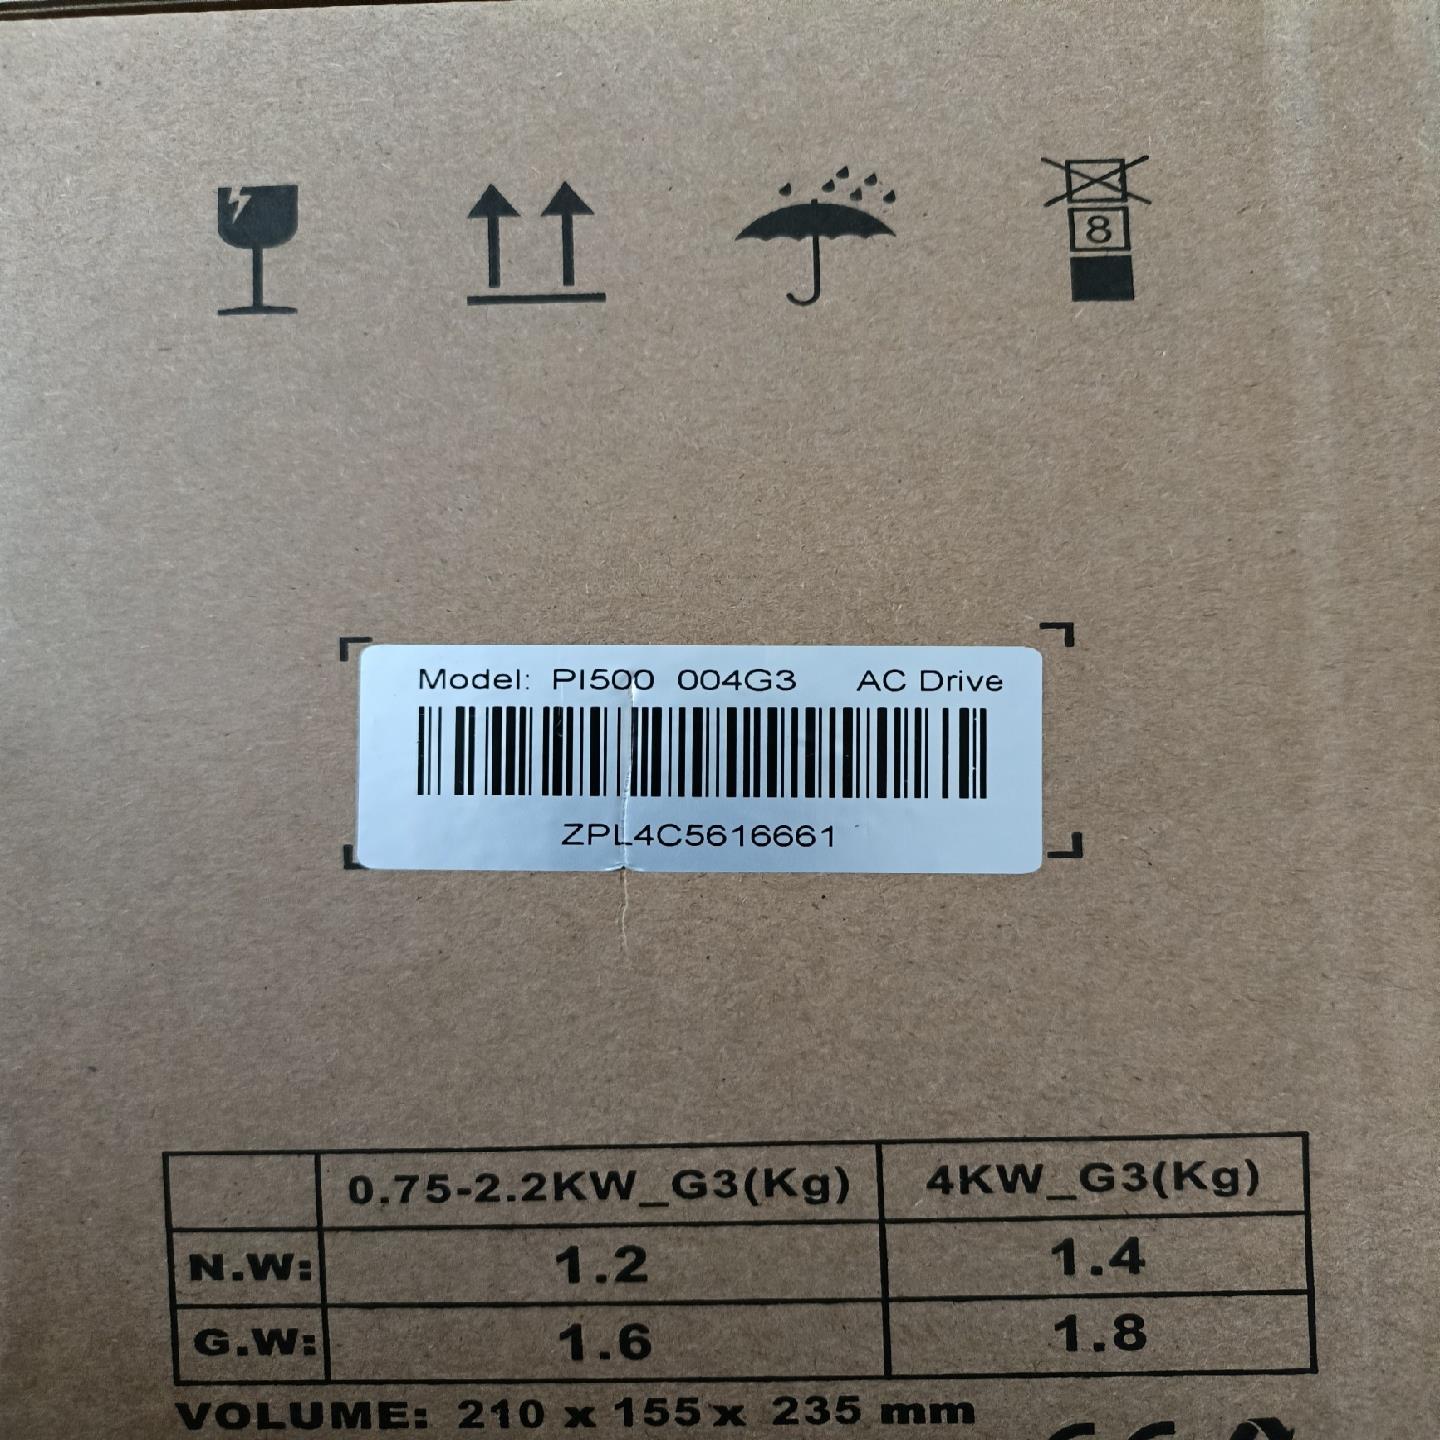 8
Model: PI500 004G3 AC Drive
ZPL4C5616661
0.75-2.2KW_G3(Kg) 4KW_G3(Kg)
N.W: 1.2 1.4
G.W: 1.6 1.8
VOLUME: 210 x 155 x 235 mm